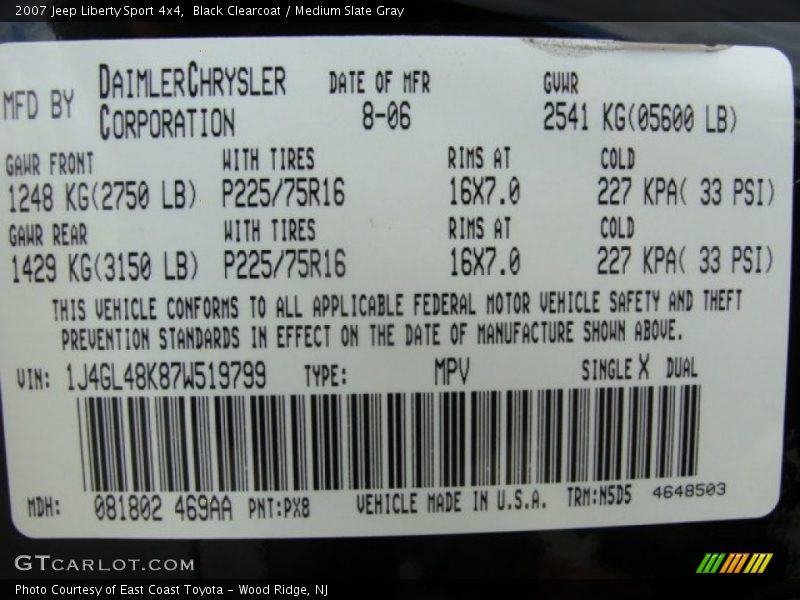 2007 Jeep Liberty Sport 4x4, Black Clearcoat / Medium Slate Gray
MFD BY DAIMLERCHRYSLER CORPORATION DATE OF MFR 8-06 GVWR 2541 KG(05600 LB)
GAWR FRONT WITH TIRES RIMS AT COLD
1248 KG(2750 LB) P225/75R16 16X7.0 227 KPA( 33 PSI)
GAWR REAR WITH TIRES RIMS AT COLD
1429 KG(3150 LB) P225/75R16 16X7.0 227 KPA( 33 PSI)
THIS VEHICLE CONFORMS TO ALL APPLICABLE FEDERAL MOTOR VEHICLE SAFETY AND THEFT
PREVENTION STANDARDS IN EFFECT ON THE DATE OF MANUFACTURE SHOWN ABOVE.
VIN: 1J4GL48K87W519799 TYPE: MPV SINGLE X DUAL
MDH: 081802 469AA PNT:PX8 VEHICLE MADE IN U.S.A. TRM:N5D5 4648503
GTCARLOT.COM
Photo Courtesy of East Coast Toyota - Wood Ridge, NJ